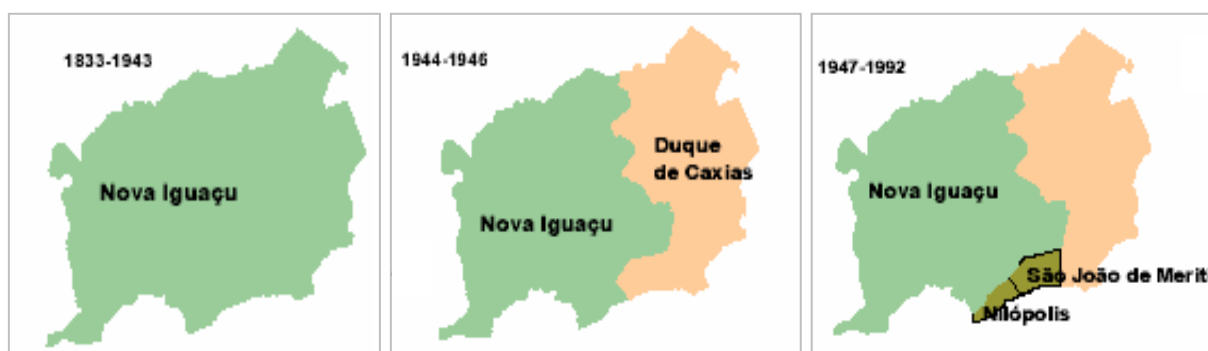 1833-1943
Nova Iguaçu
1944-1946
Duque
de Caxias
Nova Iguaçu
1947-1992
Nova Iguaçu
São João de Meriti
Nilópolis